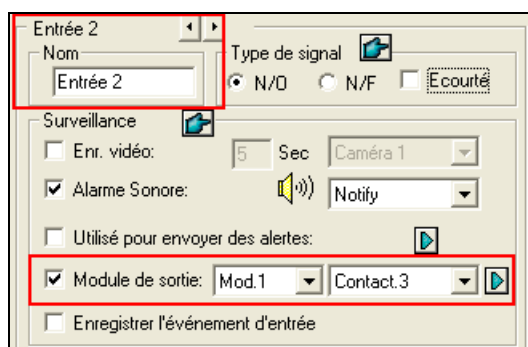 Entrée 2
Nom
Entrée 2
Type de signal
N/O N/F Ecourté
Surveillance
Enr. vidéo: 5 Sec Caméra 1
Alarme Sonore: Notify
Utilisé pour envoyer des alertes:
Module de sortie: Mod.1 Contact.3
Enregistrer l'événement d'entrée